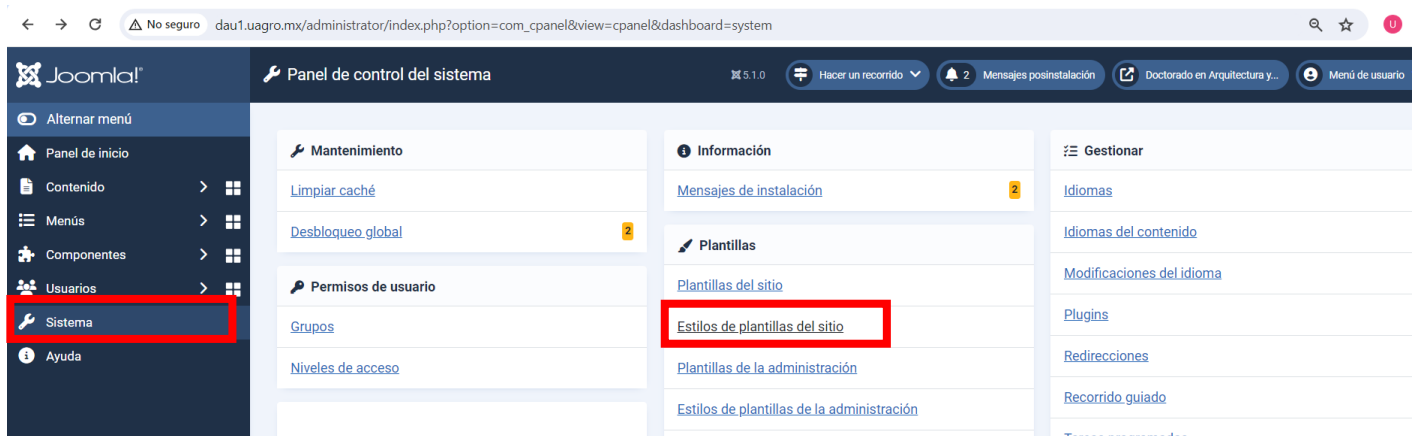 No seguro dau1.uagro.mx/administrator/index.php?option=com_cpanel&view=cpanel&dashboard=system
U
Joomla!®
Panel de control del sistema
5.1.0
Hacer un recorrido
2 Mensajes posinstalación
Doctorado en Arquitectura y...
Menú de usuario
Alternar menú
Panel de inicio
Contenido
Menús
Componentes
Usuarios
Sistema
Ayuda
Mantenimiento
Limpiar caché
Desbloqueo global 2
Permisos de usuario
Grupos
Niveles de acceso
Información
Mensajes de instalación 2
Plantillas
Plantillas del sitio
Estilos de plantillas del sitio
Plantillas de la administración
Estilos de plantillas de la administración
Gestionar
Idiomas
Idiomas del contenido
Modificaciones del idioma
Plugins
Redirecciones
Recorrido guiado